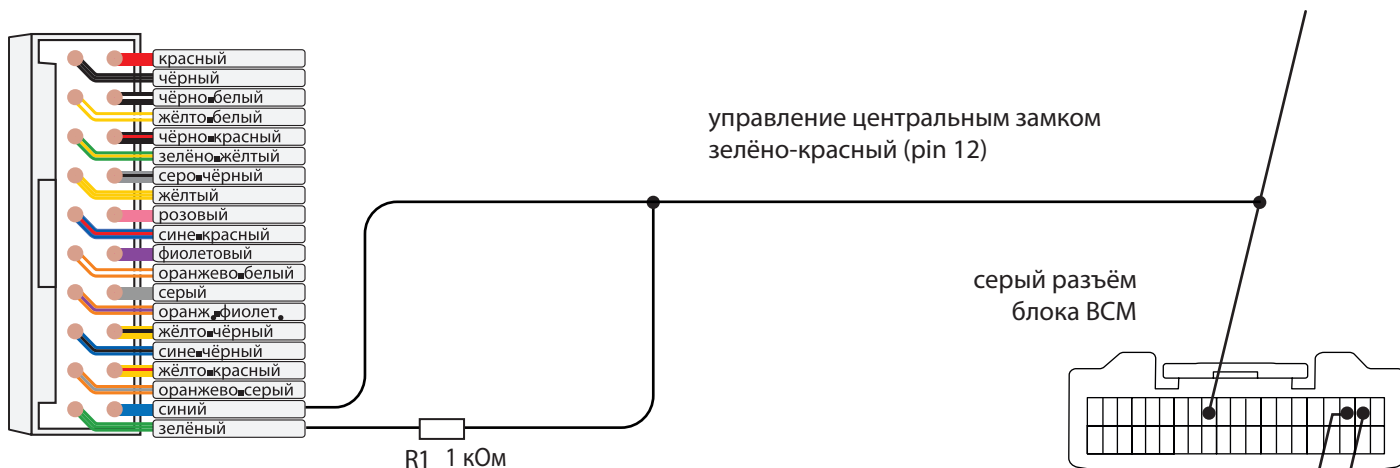 красный
чёрный
чёрно-белый
жёлто-белый
чёрно-красный
зелёно-жёлтый
серо-чёрный
жёлтый
розовый
сине-красный
фиолетовый
оранжево-белый
серый
оранж.-фиолет.
жёлто-чёрный
сине-чёрный
жёлто-красный
оранжево-серый
синий
зелёный
R1 1 кОм
управление центральным замком
зелёно-красный (pin 12)
серый разъём
блока BCM